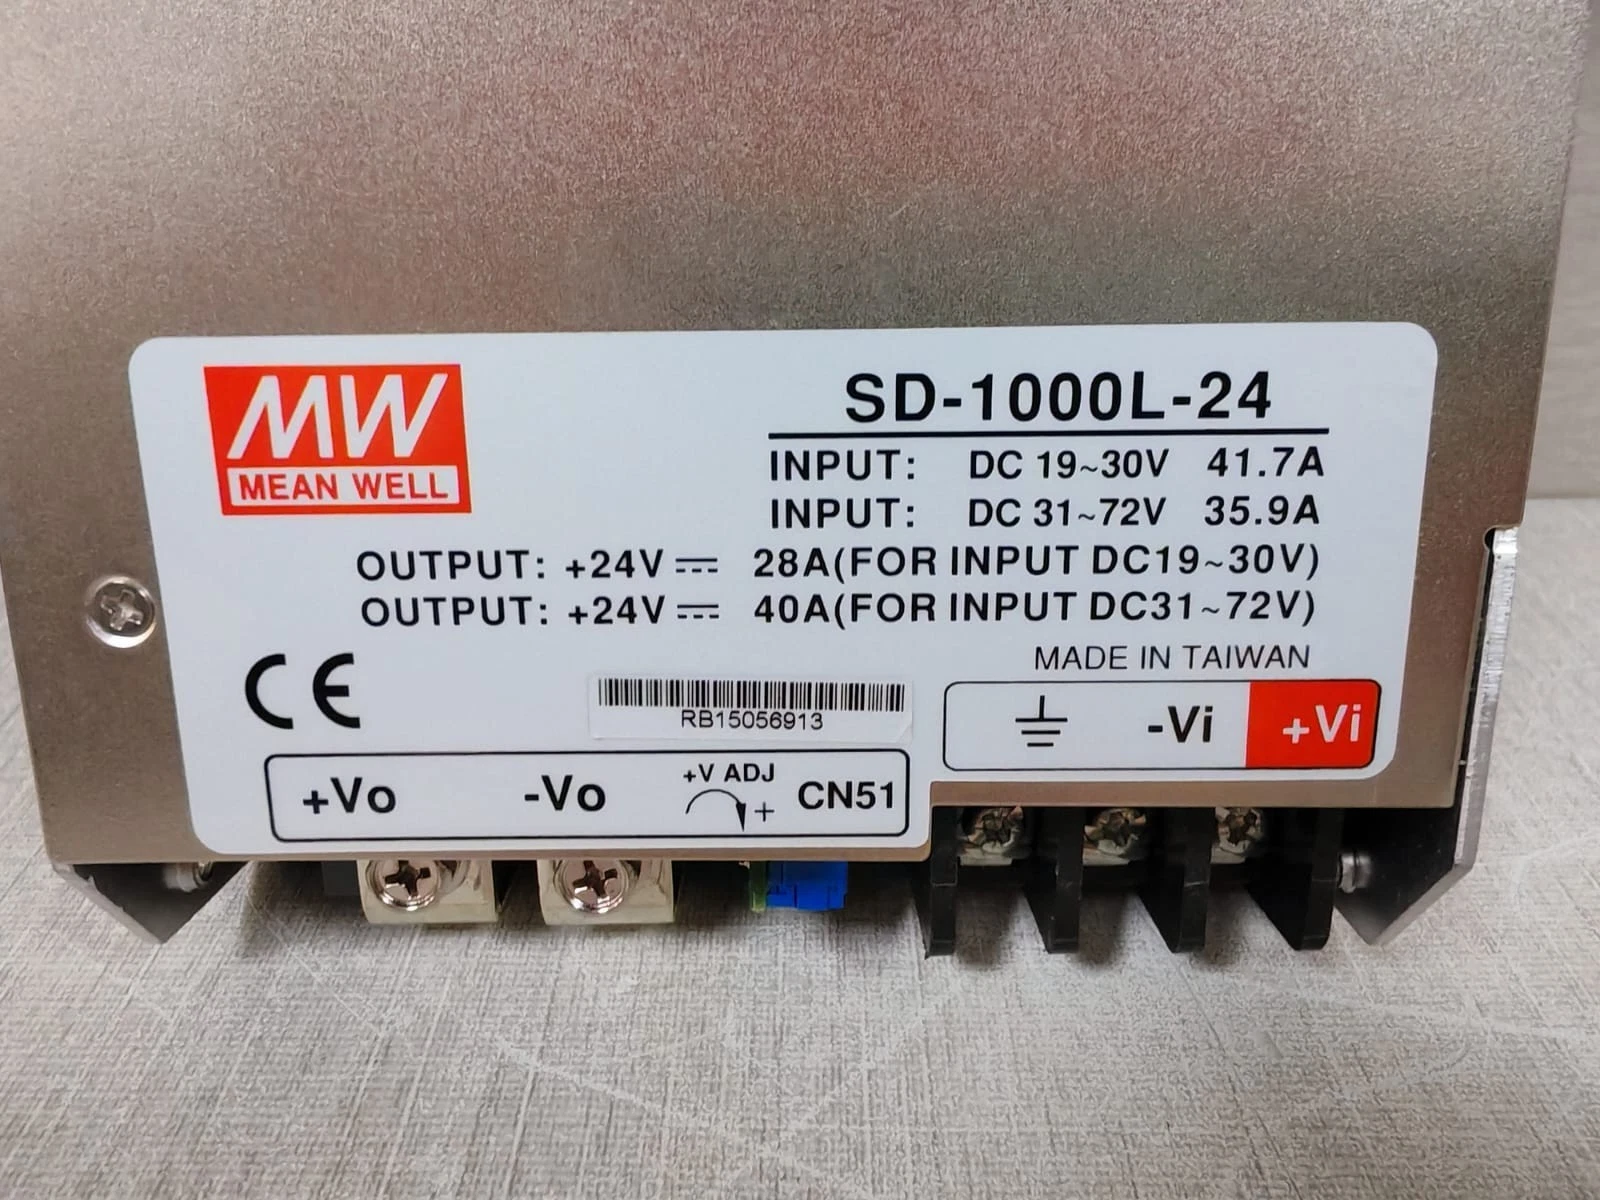 MW
MEAN WELL
SD-1000L-24
INPUT: DC 19~30V 41.7A
INPUT: DC 31~72V 35.9A
OUTPUT: +24V ⎓ 28A(FOR INPUT DC19~30V)
OUTPUT: +24V ⎓ 40A(FOR INPUT DC31~72V)
MADE IN TAIWAN
CE
RB15056913
⏚ -Vi +Vi
+V ADJ
+Vo -Vo + CN51